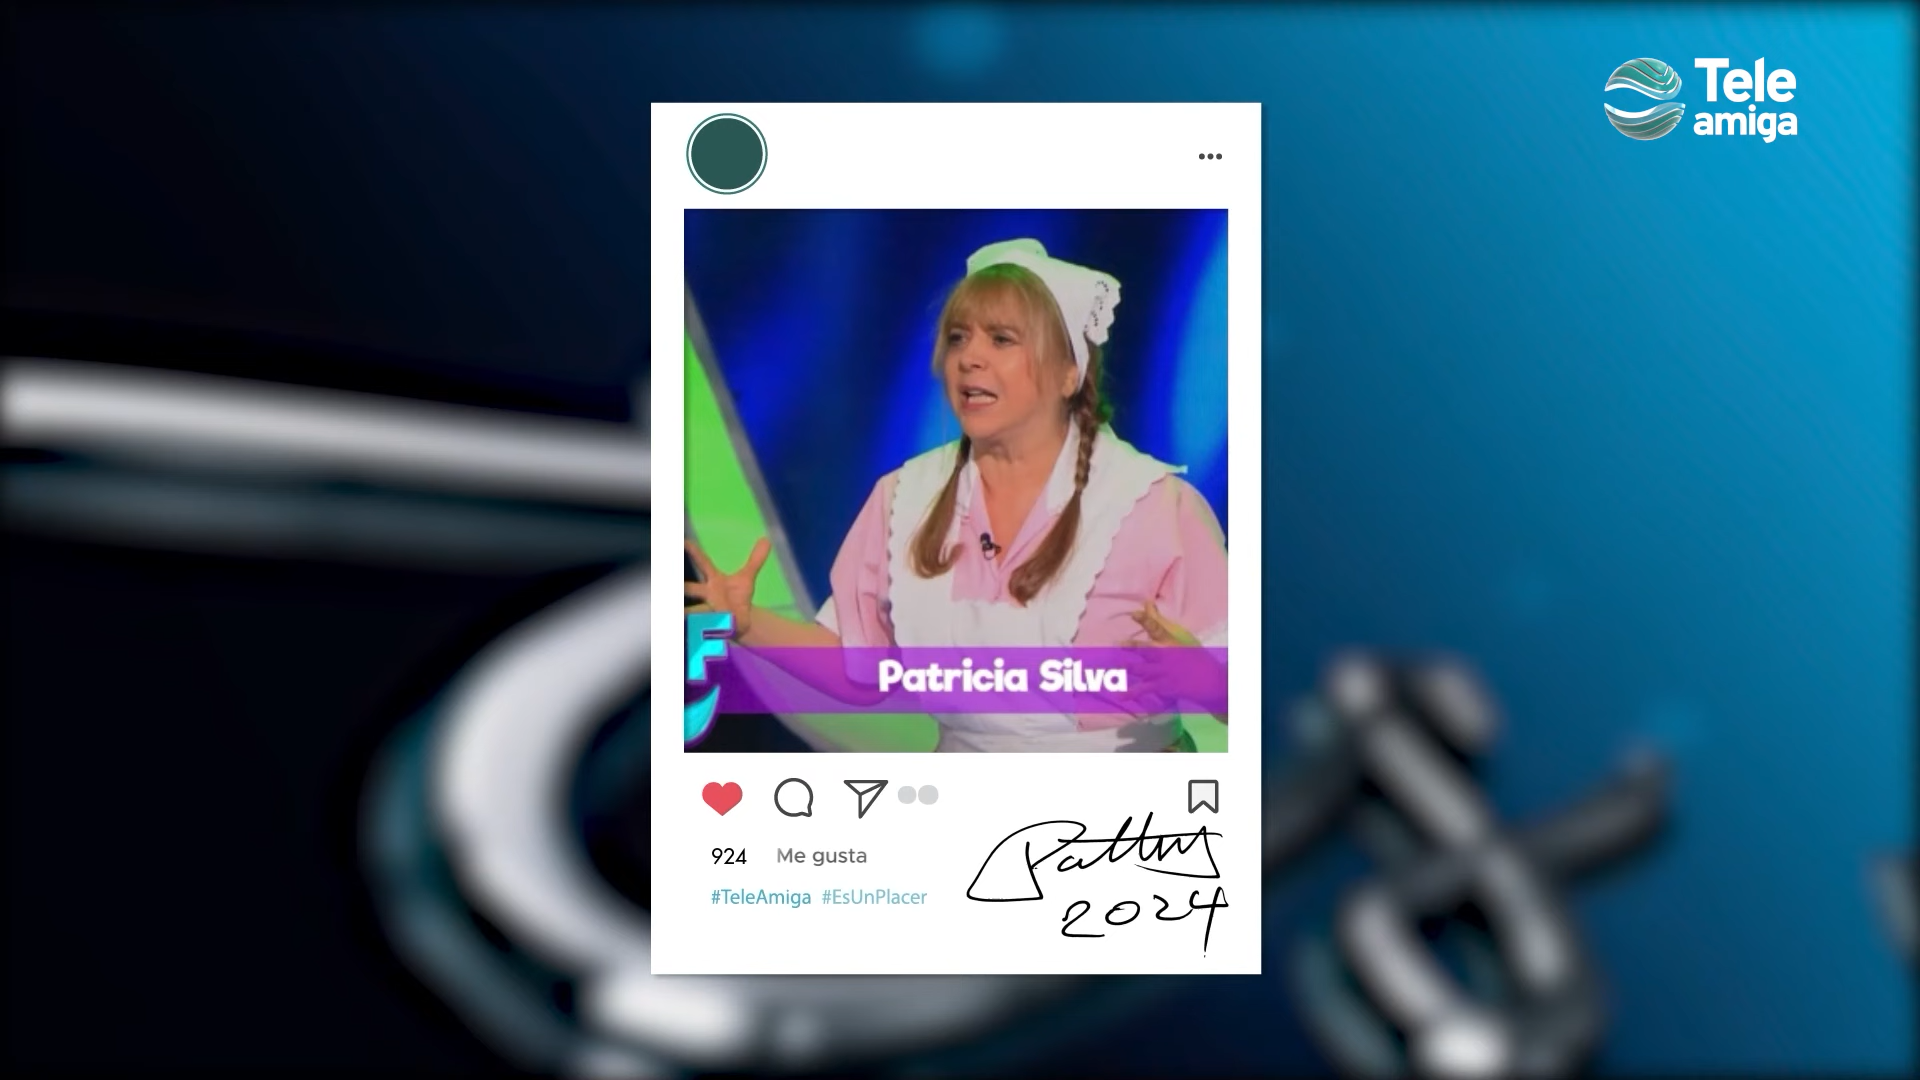 Tele
amiga
F
Patricia Silva
924 Me gusta
#TeleAmiga #EsUnPlacer
2024